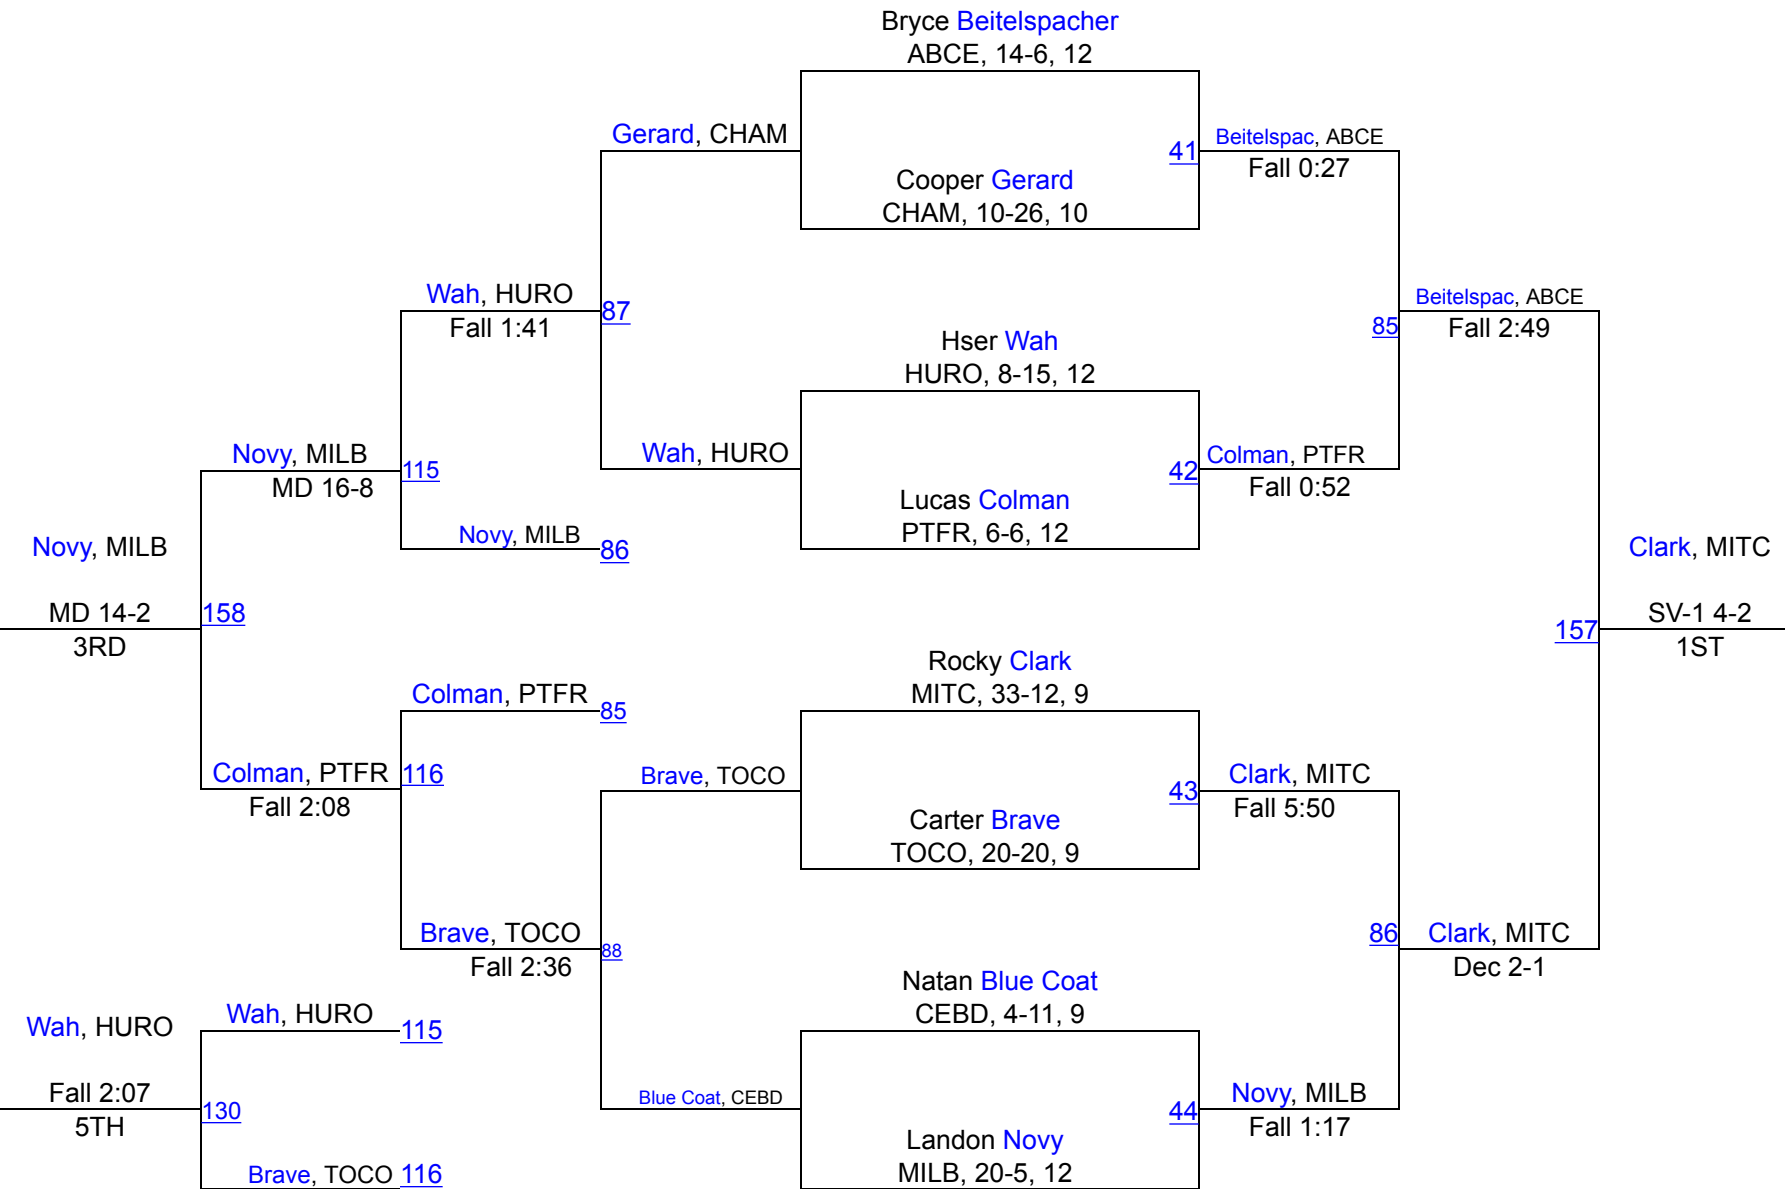 Bryce Beitelspacher
ABCE, 14-6, 12
Gerard, CHAM
41
Beitelspac, ABCE
Fall 0:27
Cooper Gerard
CHAM, 10-26, 10
Wah, HURO
Fall 1:41
87
Beitelspac, ABCE
Fall 2:49
85
Hser Wah
HURO, 8-15, 12
Novy, MILB
MD 16-8
115
Wah, HURO
42
Colman, PTFR
Fall 0:52
Lucas Colman
PTFR, 6-6, 12
Novy, MILB
86
Novy, MILB
MD 14-2
3RD
158
Clark, MITC
SV-1 4-2
1ST
157
Rocky Clark
MITC, 33-12, 9
Colman, PTFR
85
Colman, PTFR
Fall 2:08
116
Brave, TOCO
43
Clark, MITC
Fall 5:50
Carter Brave
TOCO, 20-20, 9
Brave, TOCO
Fall 2:36
88
86
Clark, MITC
Dec 2-1
Natan Blue Coat
CEBD, 4-11, 9
Wah, HURO
Wah, HURO
115
Fall 2:07
5TH
130
Blue Coat, CEBD
44
Novy, MILB
Fall 1:17
Landon Novy
MILB, 20-5, 12
Brave, TOCO
116